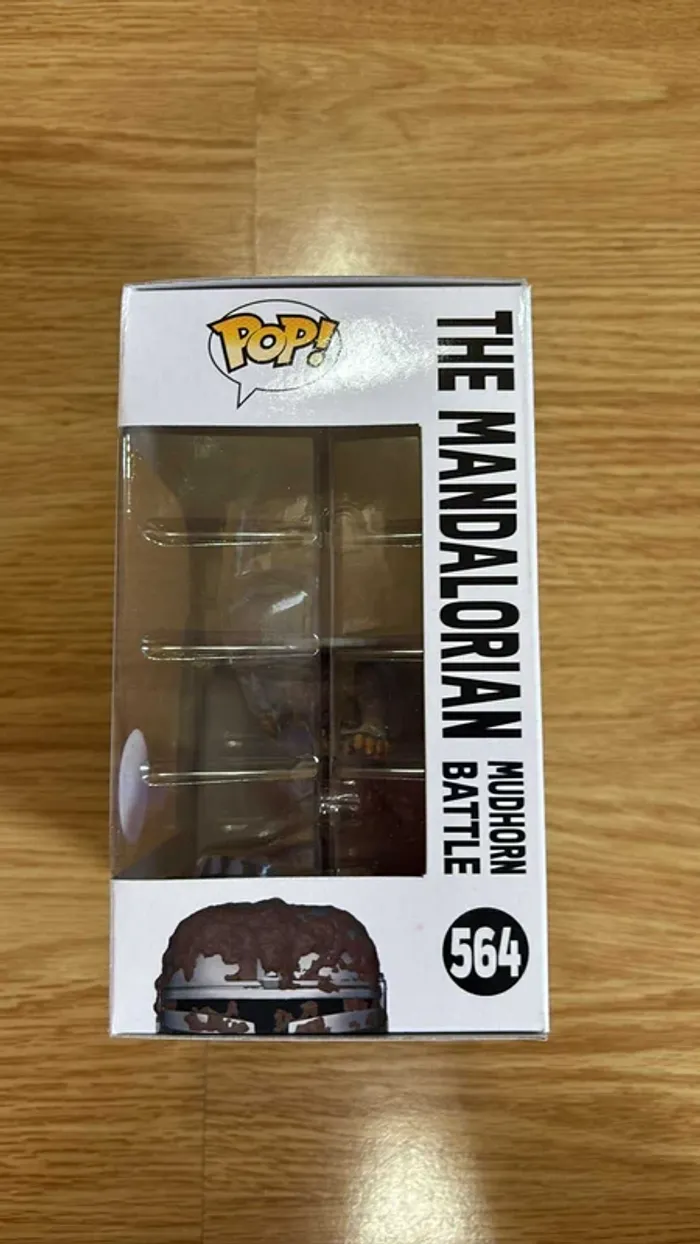 POP!
THE MANDALORIAN
MUDHORN
BATTLE
564